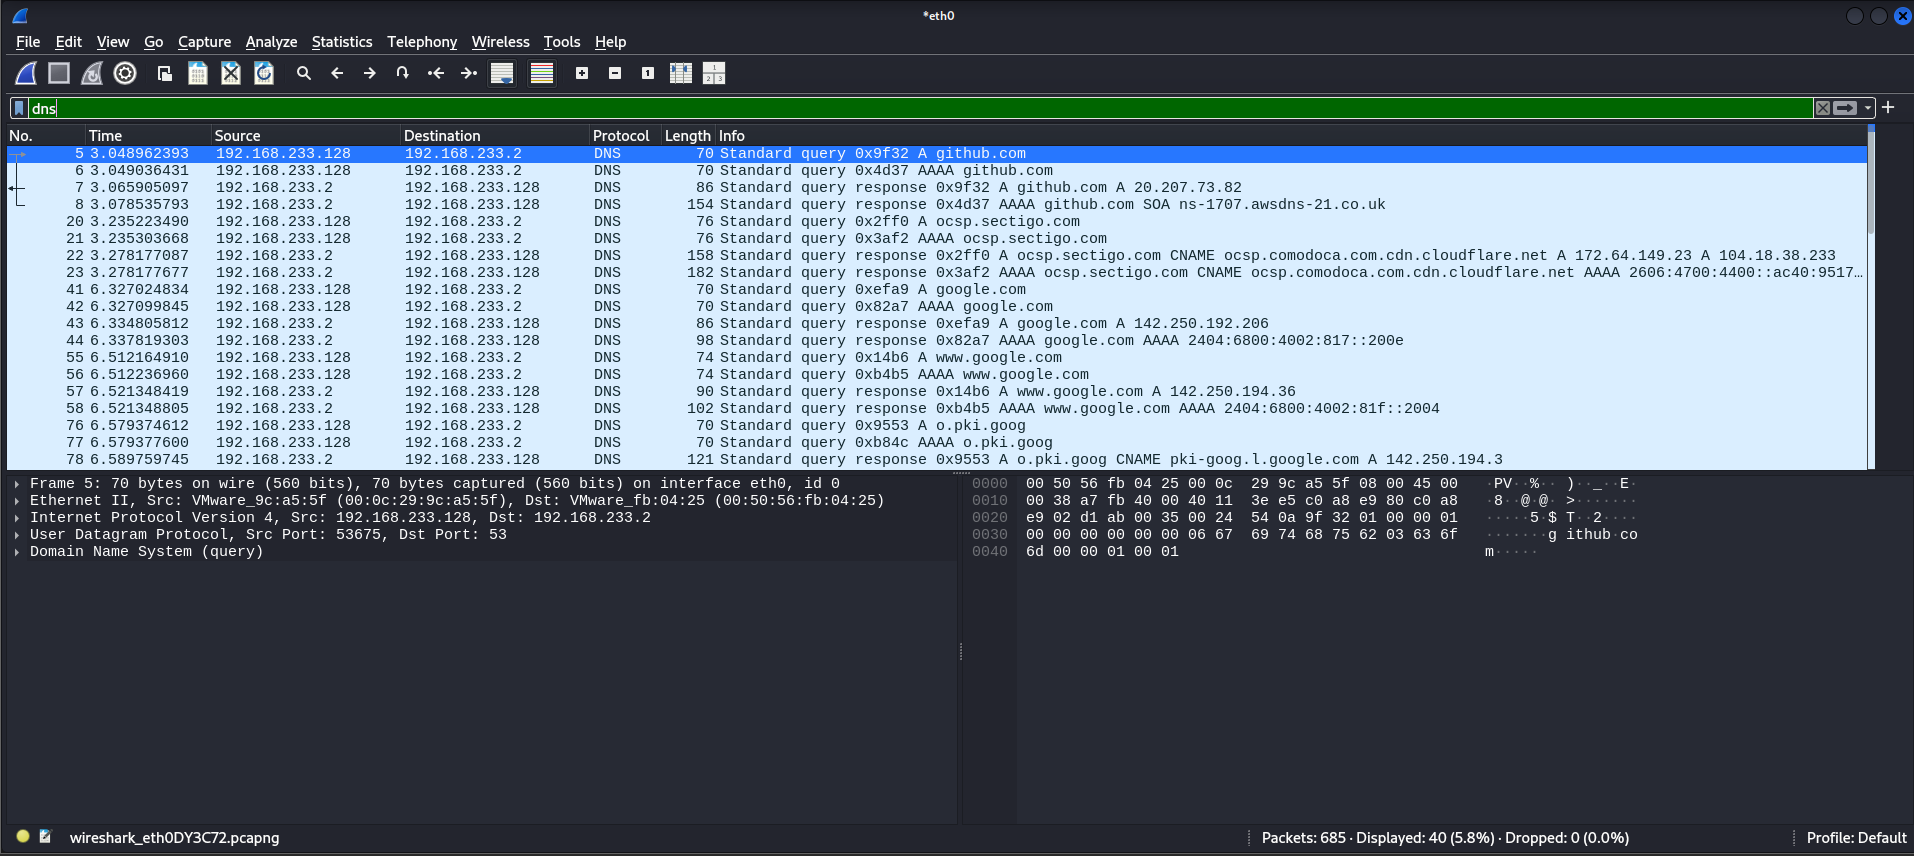 *eth0
File Edit View Go Capture Analyze Statistics Telephony Wireless Tools Help
dns
No. Time Source Destination Protocol Length Info
5 3.048962393 192.168.233.128 192.168.233.2 DNS 70 Standard query 0x9f32 A github.com
6 3.049036431 192.168.233.128 192.168.233.2 DNS 70 Standard query 0x4d37 AAAA github.com
7 3.065905097 192.168.233.2 192.168.233.128 DNS 86 Standard query response 0x9f32 A github.com A 20.207.73.82
8 3.078535793 192.168.233.2 192.168.233.128 DNS 154 Standard query response 0x4d37 AAAA github.com SOA ns-1707.awsdns-21.co.uk
20 3.235223490 192.168.233.128 192.168.233.2 DNS 76 Standard query 0x2ff0 A ocsp.sectigo.com
21 3.235303668 192.168.233.128 192.168.233.2 DNS 76 Standard query 0x3af2 AAAA ocsp.sectigo.com
22 3.278177087 192.168.233.2 192.168.233.128 DNS 158 Standard query response 0x2ff0 A ocsp.sectigo.com CNAME ocsp.comodoca.com.cdn.cloudflare.net A 172.64.149.23 A 104.18.38.233
23 3.278177677 192.168.233.2 192.168.233.128 DNS 182 Standard query response 0x3af2 AAAA ocsp.sectigo.com CNAME ocsp.comodoca.com.cdn.cloudflare.net AAAA 2606:4700:4400::ac40:9517…
41 6.327024834 192.168.233.128 192.168.233.2 DNS 70 Standard query 0xefa9 A google.com
42 6.327099845 192.168.233.128 192.168.233.2 DNS 70 Standard query 0x82a7 AAAA google.com
43 6.334805812 192.168.233.2 192.168.233.128 DNS 86 Standard query response 0xefa9 A google.com A 142.250.192.206
44 6.337819303 192.168.233.2 192.168.233.128 DNS 98 Standard query response 0x82a7 AAAA google.com AAAA 2404:6800:4002:817::200e
55 6.512164910 192.168.233.128 192.168.233.2 DNS 74 Standard query 0x14b6 A www.google.com
56 6.512236960 192.168.233.128 192.168.233.2 DNS 74 Standard query 0xb4b5 AAAA www.google.com
57 6.521348419 192.168.233.2 192.168.233.128 DNS 90 Standard query response 0x14b6 A www.google.com A 142.250.194.36
58 6.521348805 192.168.233.2 192.168.233.128 DNS 102 Standard query response 0xb4b5 AAAA www.google.com AAAA 2404:6800:4002:81f::2004
76 6.579374612 192.168.233.128 192.168.233.2 DNS 70 Standard query 0x9553 A o.pki.goog
77 6.579377600 192.168.233.128 192.168.233.2 DNS 70 Standard query 0xb84c AAAA o.pki.goog
78 6.589759745 192.168.233.2 192.168.233.128 DNS 121 Standard query response 0x9553 A o.pki.goog CNAME pki-goog.l.google.com A 142.250.194.3
Frame 5: 70 bytes on wire (560 bits), 70 bytes captured (560 bits) on interface eth0, id 0
Ethernet II, Src: VMware_9c:a5:5f (00:0c:29:9c:a5:5f), Dst: VMware_fb:04:25 (00:50:56:fb:04:25)
Internet Protocol Version 4, Src: 192.168.233.128, Dst: 192.168.233.2
User Datagram Protocol, Src Port: 53675, Dst Port: 53
Domain Name System (query)
0000 00 50 56 fb 04 25 00 0c 29 9c a5 5f 08 00 45 00 ·PV··%·· )··_··E·
0010 00 38 a7 fb 40 00 40 11 3e e5 c0 a8 e9 80 c0 a8 ·8··@·@· >·······
0020 e9 02 d1 ab 00 35 00 24 54 0a 9f 32 01 00 00 01 ·····5·$ T··2····
0030 00 00 00 00 00 00 06 67 69 74 68 75 62 03 63 6f ·······g ithub·co
0040 6d 00 00 01 00 01 m·····
wireshark_eth0DY3C72.pcapng
Packets: 685 · Displayed: 40 (5.8%) · Dropped: 0 (0.0%)
Profile: Default